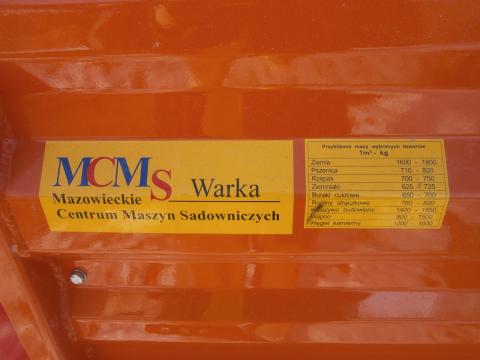 MCMS Warka
Mazowieckie
Centrum Maszyn Sadowniczych
Przybliżone masy wybranych towarów
1m³ - kg
Ziemia 1600 - 1800
Pszenica 710 - 820
Rzepak 700 - 750
Ziemniaki 625 - 725
Buraki cukrowe 650 - 700
Rośliny strączkowe 760 - 820
budowlane 1400 - 1850
Wapno 900 - 1500
Węgiel kamienny 1200 - 1500